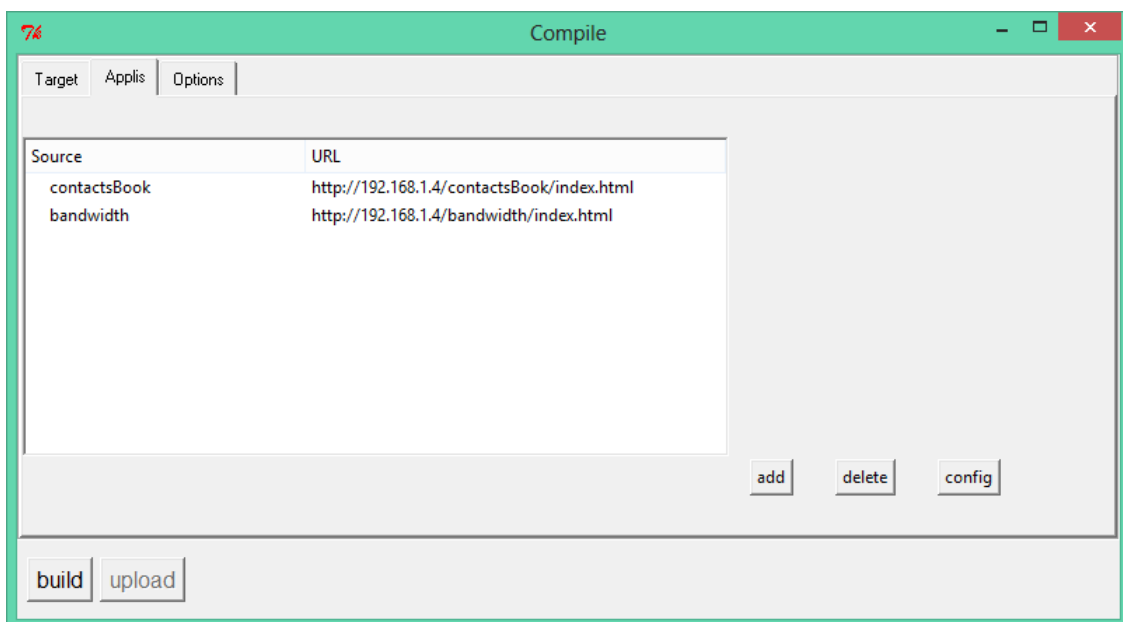 Tk Compile
Target Applis Options
Source URL
contactsBook http://192.168.1.4/contactsBook/index.html
bandwidth http://192.168.1.4/bandwidth/index.html
add delete config
build upload